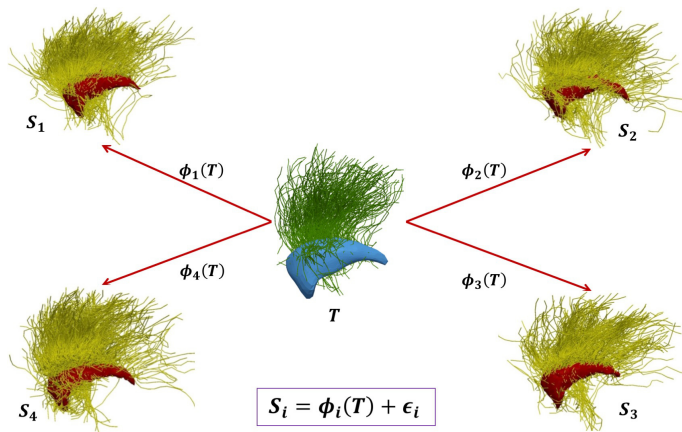 S₁
S₂
ϕ₁(T)
ϕ₂(T)
ϕ₄(T)
ϕ₃(T)
T
S₄
S₃
Sᵢ = ϕᵢ(T) + ϵᵢ